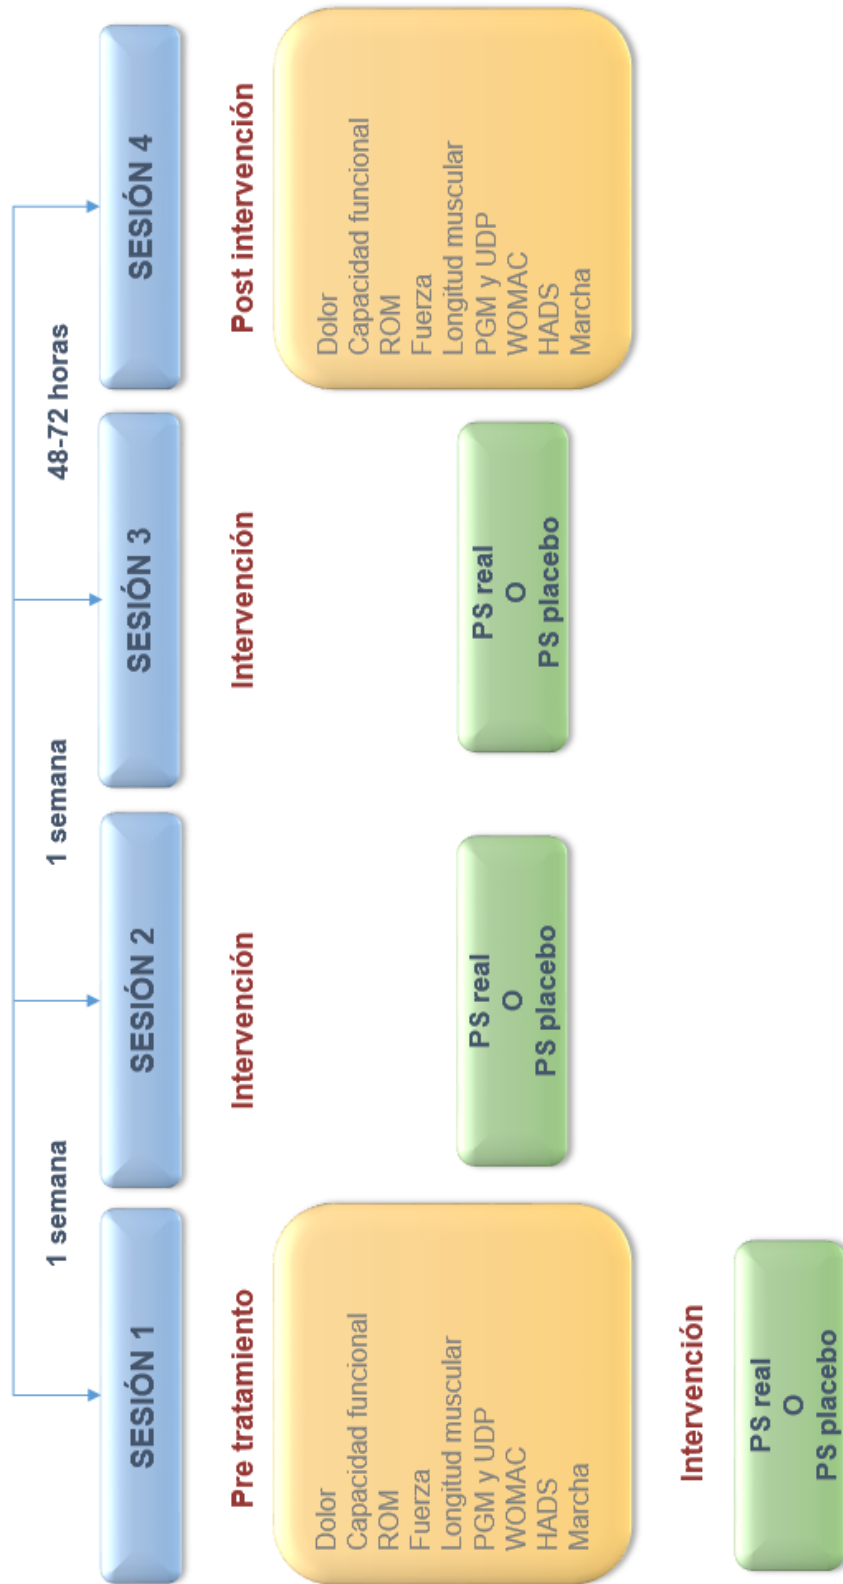 1 semana
1 semana
48-72 horas
SESIÓN 1
SESIÓN 2
SESIÓN 3
SESIÓN 4
Pre tratamiento
Intervención
Intervención
Post intervención
Dolor
Capacidad funcional
ROM
Fuerza
Longitud muscular
PGM y UDP
WOMAC
HADS
Marcha
PS real
O
PS placebo
PS real
O
PS placebo
Dolor
Capacidad funcional
ROM
Fuerza
Longitud muscular
PGM y UDP
WOMAC
HADS
Marcha
Intervención
PS real
O
PS placebo